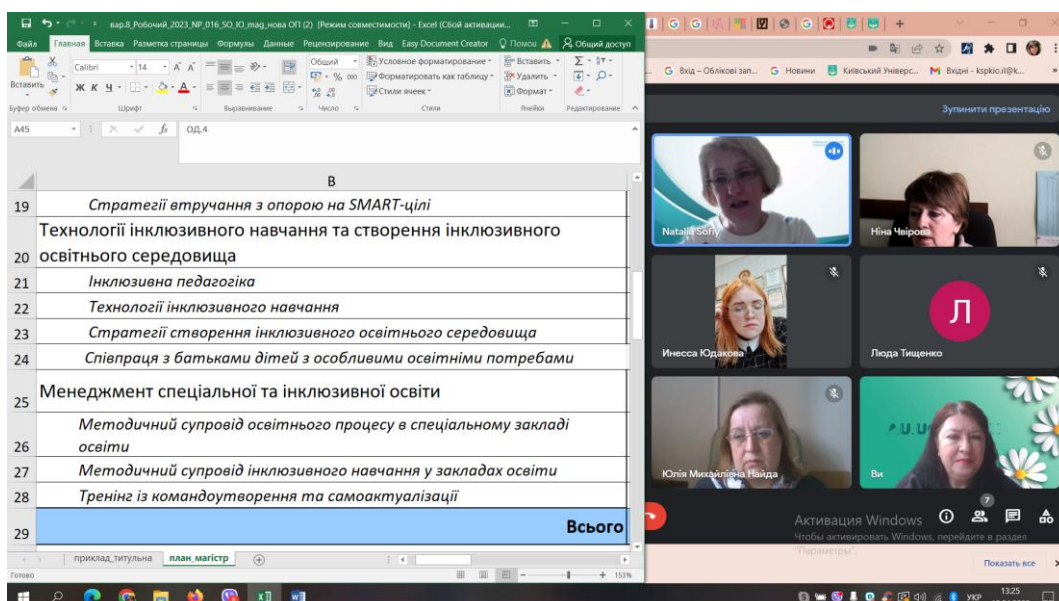 вар.8_Робочий_2023_NP_016_SO_IO_mag_нова ОП (2) [Режим совместимости] - Excel (Сбой активации...
Файл Главная Вставка Разметка страницы Формулы Данные Рецензирование Вид Easy Document Creator Помощ Общий доступ
Вставить
Calibri 14
Ж К Ч
Общий
Условное форматирование
Форматировать как таблицу
Стили ячеек
Вставить
Удалить
Формат
Буфер обмена Шрифт Выравнивание Число Стили Ячейки Редактирование
A45 fx ОД.4
B
19 Стратегії втручання з опорою на SMART-цілі
Технології інклюзивного навчання та створення інклюзивного
20 освітнього середовища
21 Інклюзивна педагогіка
22 Технології інклюзивного навчання
23 Стратегії створення інклюзивного освітнього середовища
24 Співпраця з батьками дітей з особливими освітніми потребами
25 Менеджмент спеціальної та інклюзивної освіти
Методичний супровід освітнього процесу в спеціальному закладі
26 освіти
27 Методичний супровід інклюзивного навчання у закладах освіти
28 Тренінг із командоутворення та самоактуалізації
29 Всього
приклад_титульна план_магістр
Готово 153%
Вхід – Облікові зап... Новини Київський Універс... Вхідні - kspkio.il@k...
Зупинити презентацію
Natalia Sofiy
Ніна Чвірова
Инесса Юдакова
Л
Люда Тищенко
Юлія Михайлівна Найда
Ви
7
Активация Windows
Чтобы активировать Windows, перейдите в раздел
"Параметры".
Показать все
УКР 13:25